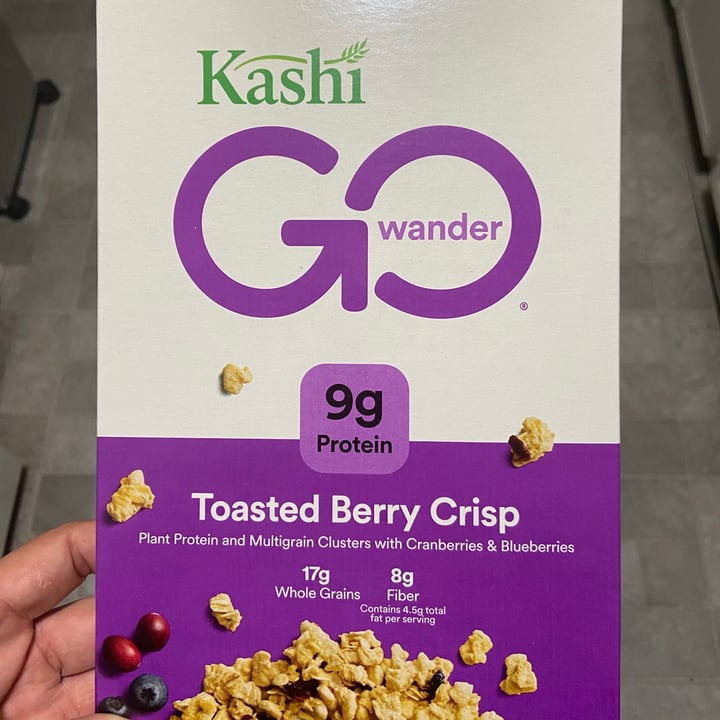 Kashi
GO
wander
®
9g
Protein
Toasted Berry Crisp
Plant Protein and Multigrain Clusters with Cranberries & Blueberries
17g
Whole Grains
8g
Fiber
Contains 4.5g total
fat per serving